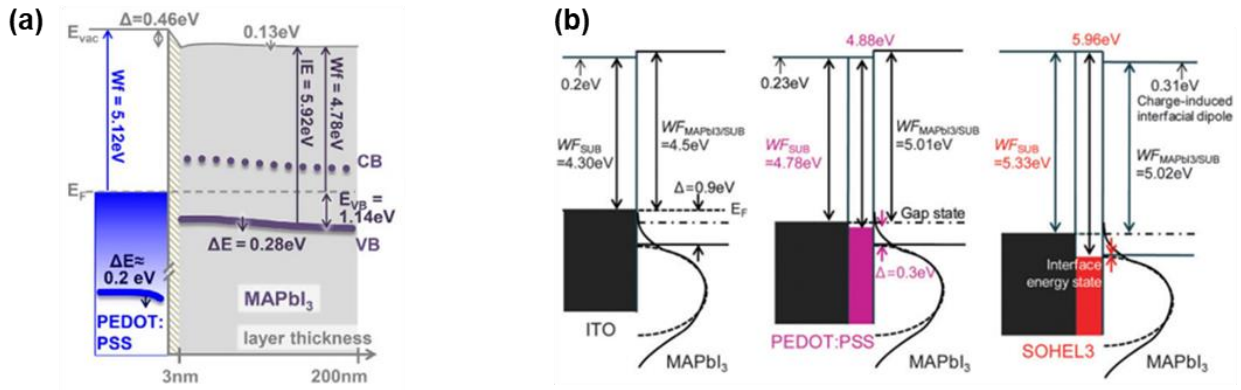 (a)
Δ=0.46eV
E_vac
0.13eV
Wf = 5.12eV
IE = 5.92eV
Wf = 4.78eV
CB
E_F
E_VB =
1.14eV
VB
ΔE = 0.28eV
ΔE≈
0.2 eV
MAPbI₃
PEDOT:
PSS
layer thickness
3nm
200nm
(b)
0.2eV
WF_SUB
=4.30eV
WF_MAPbI3/SUB
=4.5eV
Δ=0.9eV
E_F
ITO
MAPbI₃
4.88eV
0.23eV
WF_SUB
=4.78eV
WF_MAPbI3/SUB
=5.01eV
Gap state
Δ=0.3eV
PEDOT:PSS
MAPbI₃
5.96eV
0.31eV
Charge-induced
interfacial dipole
WF_SUB
=5.33eV
WF_MAPbI3/SUB
=5.02eV
Interface
energy state
SOHEL3
MAPbI₃